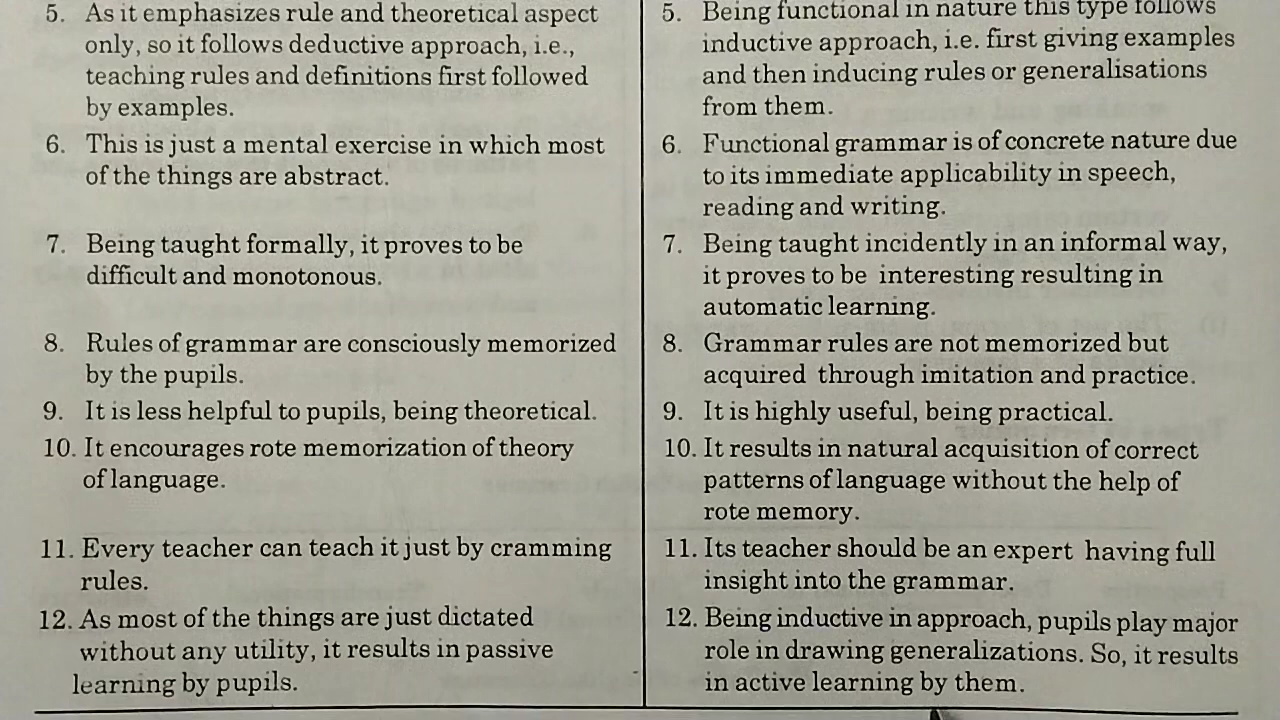 5. As it emphasizes rule and theoretical aspect
only, so it follows deductive approach, i.e.,
teaching rules and definitions first followed
by examples.
6. This is just a mental exercise in which most
of the things are abstract.
7. Being taught formally, it proves to be
difficult and monotonous.
8. Rules of grammar are consciously memorized
by the pupils.
9. It is less helpful to pupils, being theoretical.
10. It encourages rote memorization of theory
of language.
11. Every teacher can teach it just by cramming
rules.
12. As most of the things are just dictated
without any utility, it results in passive
learning by pupils.
5. Being functional in nature this type follows
inductive approach, i.e. first giving examples
and then inducing rules or generalisations
from them.
6. Functional grammar is of concrete nature due
to its immediate applicability in speech,
reading and writing.
7. Being taught incidently in an informal way,
it proves to be interesting resulting in
automatic learning.
8. Grammar rules are not memorized but
acquired through imitation and practice.
9. It is highly useful, being practical.
10. It results in natural acquisition of correct
patterns of language without the help of
rote memory.
11. Its teacher should be an expert having full
insight into the grammar.
12. Being inductive in approach, pupils play major
role in drawing generalizations. So, it results
in active learning by them.